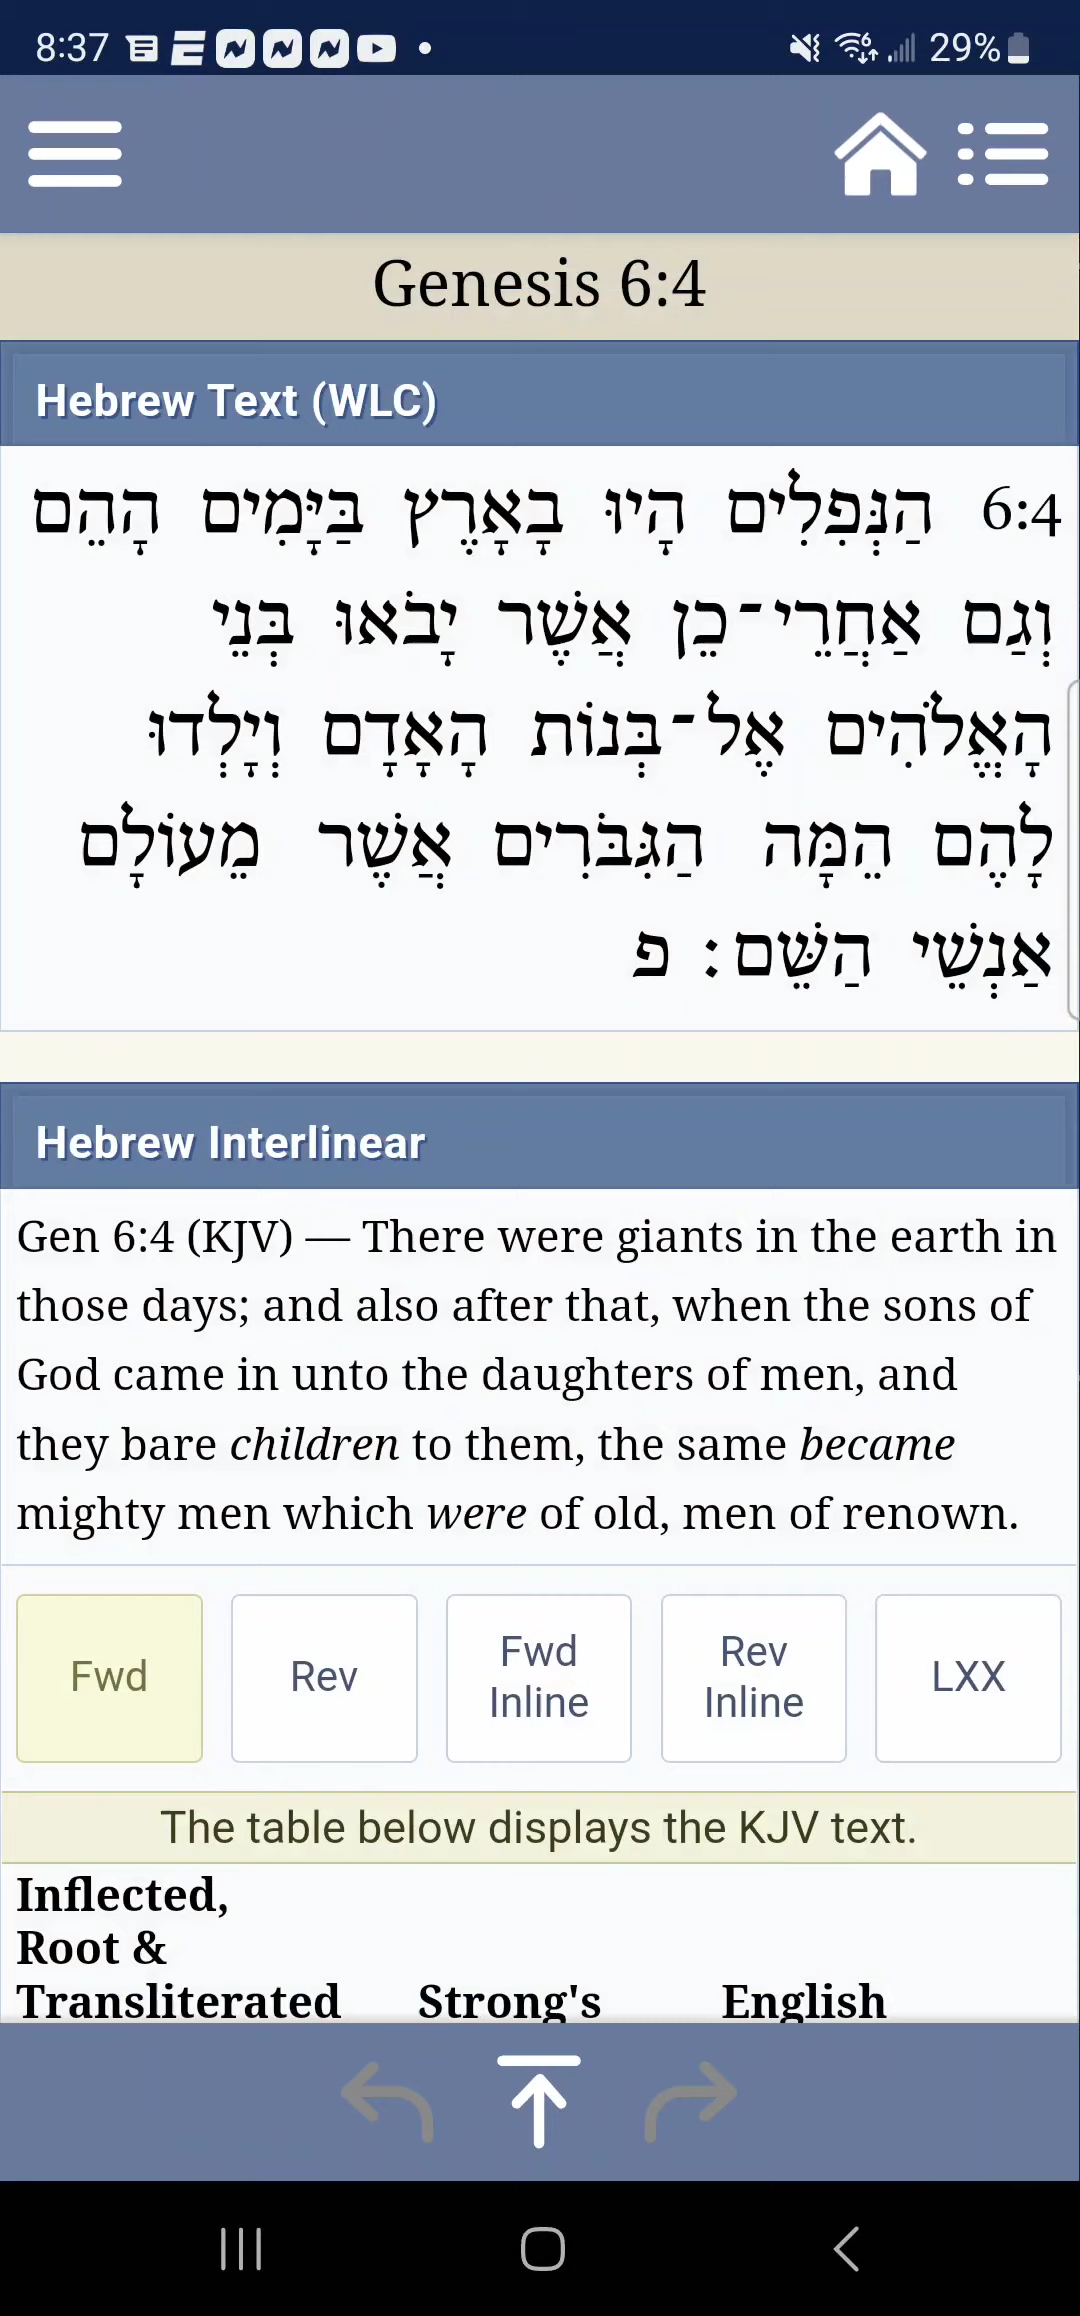 8:37
29%
Genesis 6:4
Hebrew Text (WLC)
6:4 הַנְּפִלִים הָיוּ בָאָרֶץ בַּיָּמִים הָהֵם
וְגַם אַחֲרֵי־כֵן אֲשֶׁר יָבֹאוּ בְּנֵי
הָאֱלֹהִים אֶל־בְּנוֹת הָאָדָם וְיָלְדוּ
לָהֶם הֵמָּה הַגִּבֹּרִים אֲשֶׁר מֵעוֹלָם
אַנְשֵׁי הַשֵּׁם׃ פ
Hebrew Interlinear
Gen 6:4 (KJV) — There were giants in the earth in
those days; and also after that, when the sons of
God came in unto the daughters of men, and
they bare children to them, the same became
mighty men which were of old, men of renown.
Fwd
Rev
Fwd
Inline
Rev
Inline
LXX
The table below displays the KJV text.
Inflected,
Root &
Transliterated Strong's English